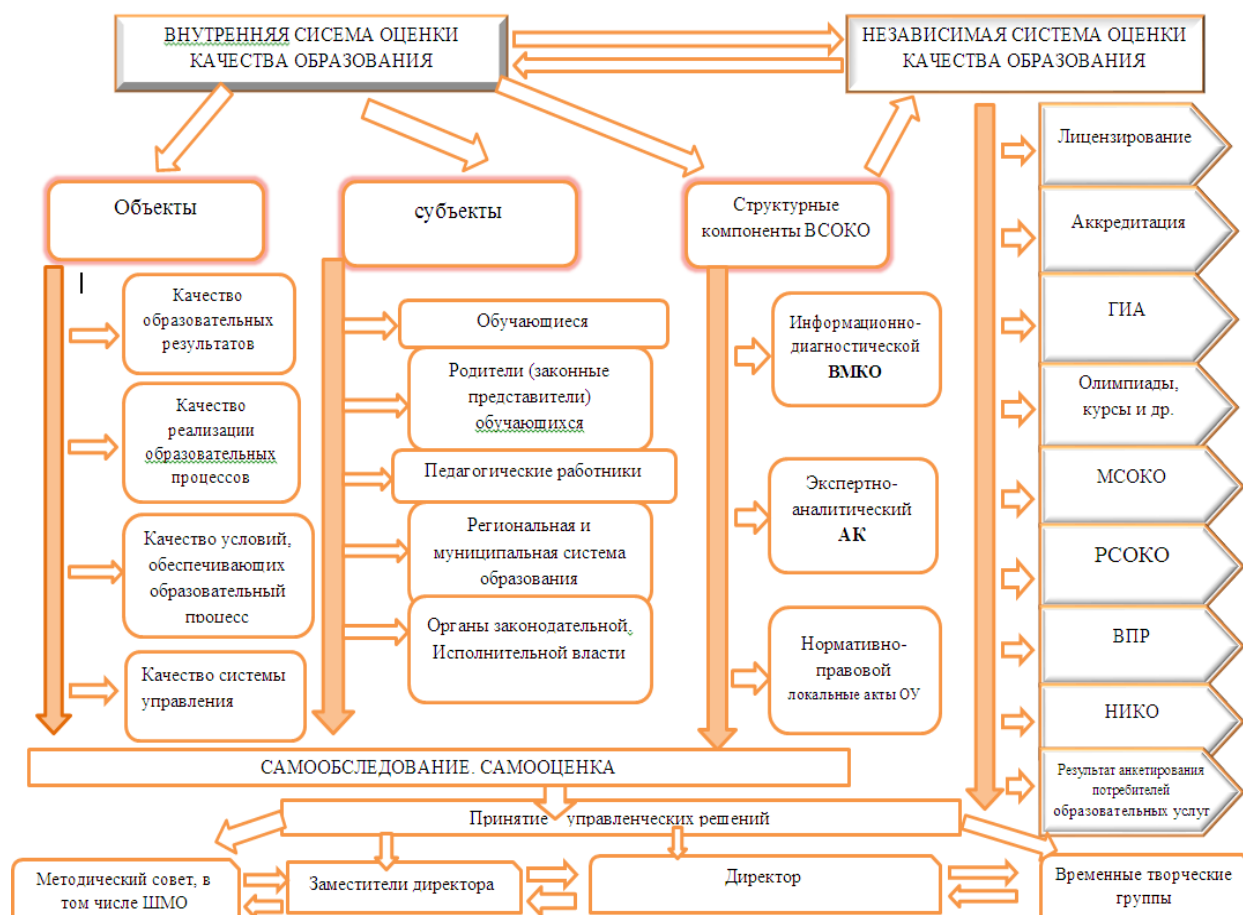 ВНУТРЕННЯЯ СИСЕМА ОЦЕНКИ
КАЧЕСТВА ОБРАЗОВАНИЯ
НЕЗАВИСИМАЯ СИСТЕМА ОЦЕНКИ
КАЧЕСТВА ОБРАЗОВАНИЯ
Объекты
субъекты
Структурные
компоненты ВСОКО
Качество
образовательных
результатов
Качество
реализации
образовательных
процессов
Качество условий,
обеспечивающих
образовательный
процесс
Качество системы
управления
Обучающиеся
Родители (законные
представители)
обучающихся
Педагогические работники
Региональная и
муниципальная система
образования
Органы законодательной,
Исполнительной власти
Информационно-
диагностической
ВМКО
Экспертно-
аналитический
АК
Нормативно-
правовой
локальные акты ОУ
Лицензирование
Аккредитация
ГИА
Олимпиады,
курсы и др.
МСОКО
РСОКО
ВПР
НИКО
Результат анкетирования
потребителей
образовательных услуг
САМООБСЛЕДОВАНИЕ. САМООЦЕНКА
Принятие управленческих решений
Методический совет, в
том числе ШМО
Заместители директора
Директор
Временные творческие
группы